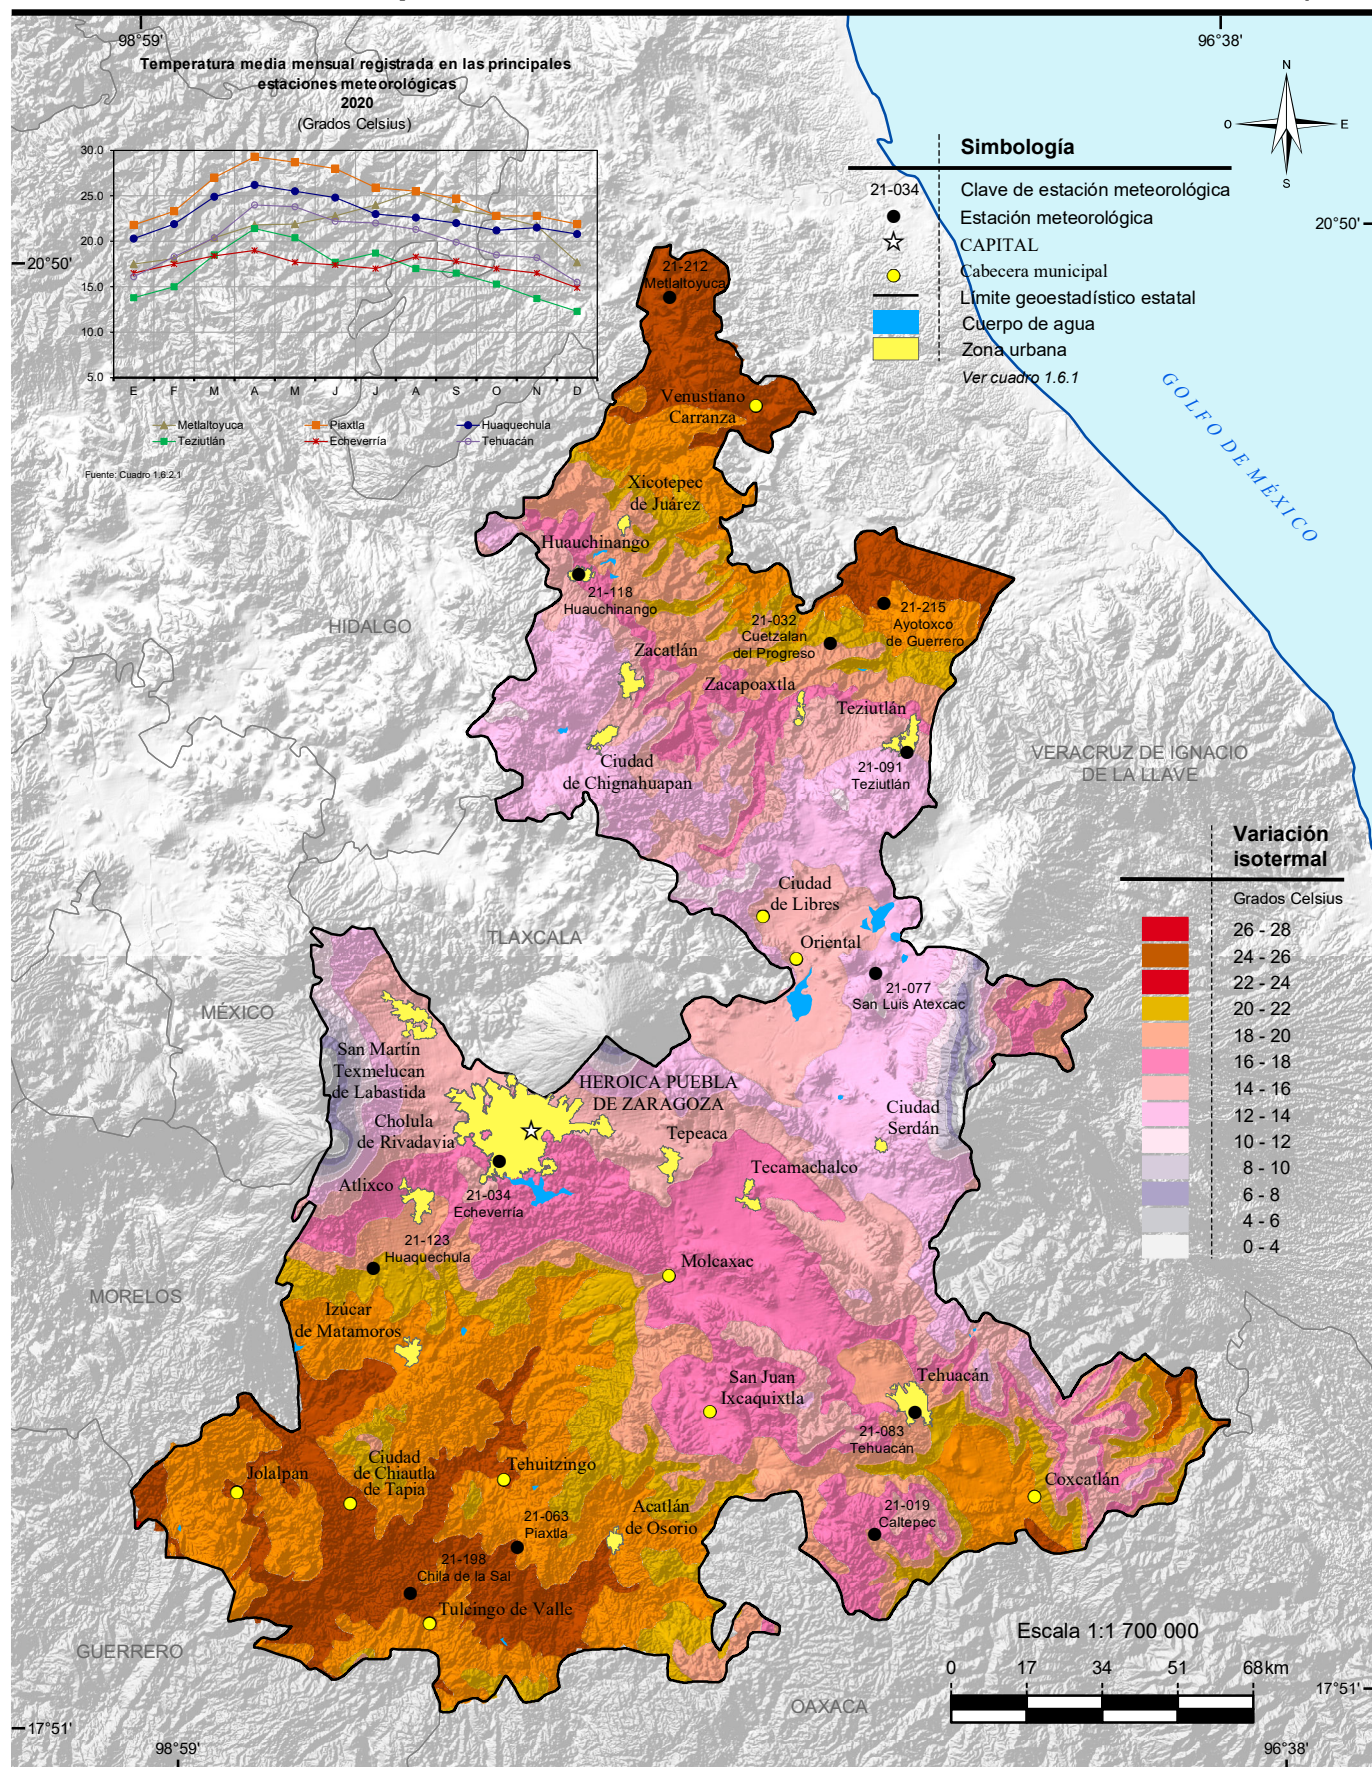 98°59'
96°38'
Temperatura media mensual registrada en las principales
estaciones meteorológicas
2020
(Grados Celsius)
30.0
25.0
20.0
15.0
10.0
5.0
E F M A M J J A S O N D
Metlaltoyuca Piaxtla Huaquechula
Teziutlán Echeverría Tehuacán
Fuente: Cuadro 1.6.2.1
N
O E
S
Simbología
21-034 Clave de estación meteorológica
Estación meteorológica
CAPITAL
Cabecera municipal
Límite geoestadístico estatal
Cuerpo de agua
Zona urbana
Ver cuadro 1.6.1
20°50'
20°50'
GOLFO DE MÉXICO
21-212
Metlaltoyuca
Venustiano
Carranza
Xicotepec
de Juárez
Huauchinango
21-118
Huauchinango
21-215
Ayotoxco
de Guerrero
21-032
Cuetzalan
del Progreso
HIDALGO
Zacatlán
Zacapoaxtla
Teziutlán
21-091
Teziutlán
Ciudad
de Chignahuapan
VERACRUZ DE IGNACIO
DE LA LLAVE
Variación
isotermal
Grados Celsius
26 - 28
24 - 26
22 - 24
20 - 22
18 - 20
16 - 18
14 - 16
12 - 14
10 - 12
8 - 10
6 - 8
4 - 6
0 - 4
Ciudad
de Libres
Oriental
TLAXCALA
21-077
San Luis Atexcac
MÉXICO
San Martín
Texmelucan
de Labastida
HEROICA PUEBLA
DE ZARAGOZA
Cholula
de Rivadavia
Tepeaca
Ciudad
Serdán
Tecamachalco
Atlixco
21-034
Echeverría
21-123
Huaquechula
Molcaxac
MORELOS
Izúcar
de Matamoros
San Juan
Ixcaquixtla
Tehuacán
21-083
Tehuacán
Jolalpan
Ciudad
de Chiautla
de Tapia
Tehuitzingo
Coxcatlán
21-063
Piaxtla
Acatlán
de Osorio
21-019
Caltepec
21-198
Chila de la Sal
Tulcingo de Valle
GUERRERO
OAXACA
Escala 1:1 700 000
0 17 34 51 68 km
17°51'
17°51'
98°59'
96°38'